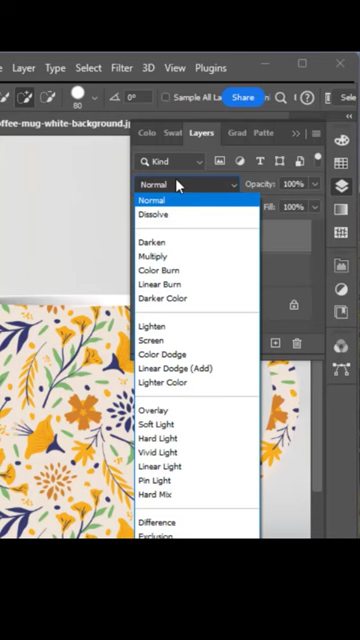 e Layer Type Select Filter 3D View Plugins
80
0°
Sample All La
Share
Sele
offee-mug-white-background.j
Colo Swat Layers Grad Patte
Kind
Normal
Opacity: 100%
Normal
Fill: 100%
Dissolve
Darken
Multiply
Color Burn
Linear Burn
Darker Color
Lighten
Screen
Color Dodge
Linear Dodge (Add)
Lighter Color
Overlay
Soft Light
Hard Light
Vivid Light
Linear Light
Pin Light
Hard Mix
Difference
Exclusion